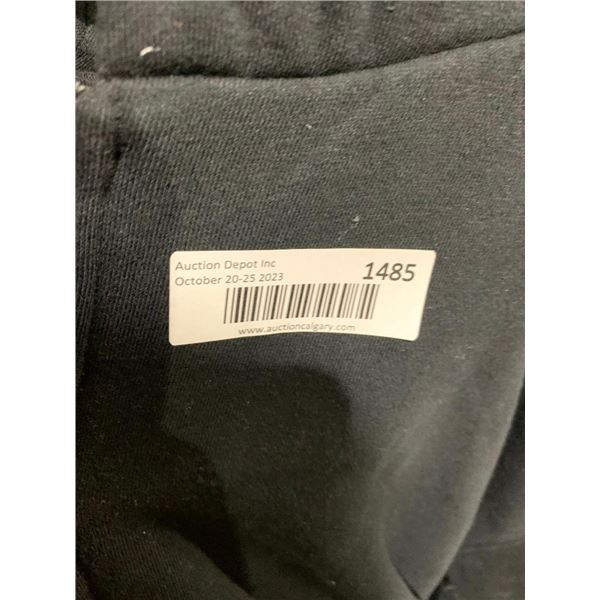 Auction Depot Inc
October 20-25 2023
1485
www.auctioncalgary.com